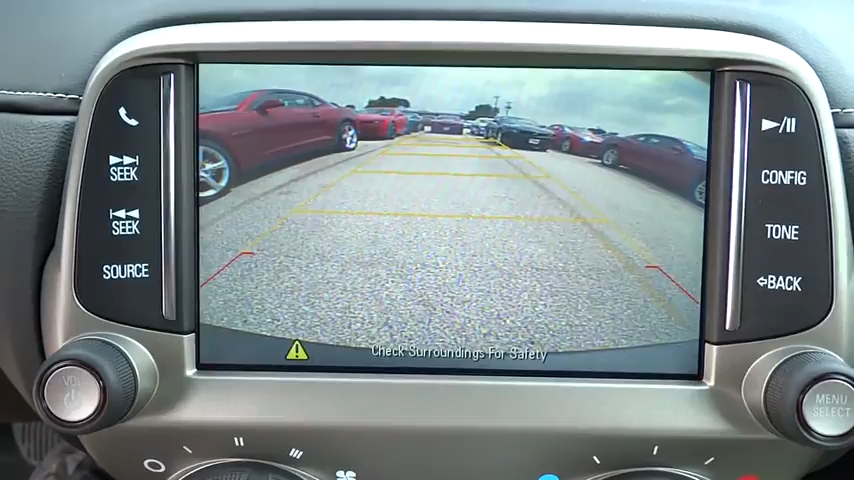 SEEK
SEEK
SOURCE
CONFIG
TONE
BACK
Check Surroundings For Safety
VOL
MENU
SELECT